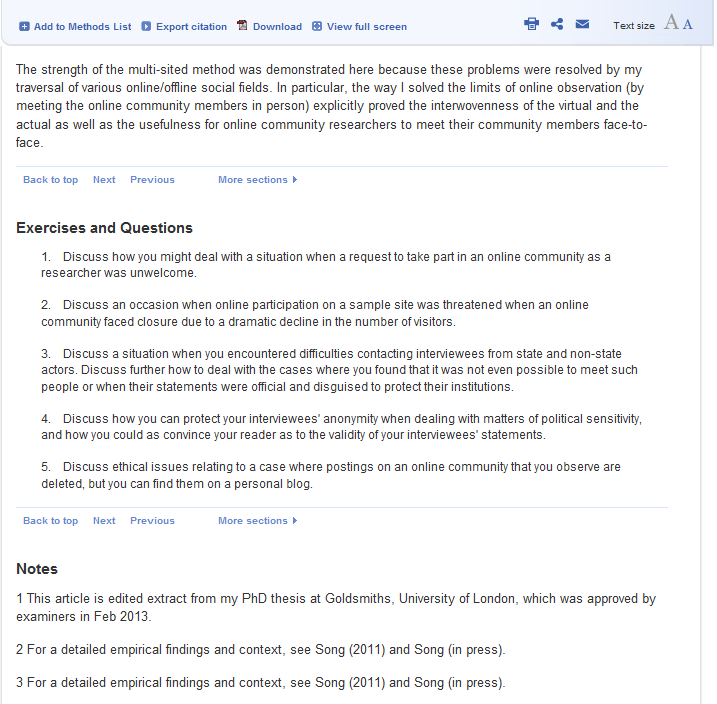 Add to Methods List Export citation Download View full screen Text size A A
The strength of the multi-sited method was demonstrated here because these problems were resolved by my
traversal of various online/offline social fields. In particular, the way I solved the limits of online observation (by
meeting the online community members in person) explicitly proved the interwovenness of the virtual and the
actual as well as the usefulness for online community researchers to meet their community members face-to-
face.
Back to top Next Previous More sections
Exercises and Questions
1. Discuss how you might deal with a situation when a request to take part in an online community as a
researcher was unwelcome.
2. Discuss an occasion when online participation on a sample site was threatened when an online
community faced closure due to a dramatic decline in the number of visitors.
3. Discuss a situation when you encountered difficulties contacting interviewees from state and non-state
actors. Discuss further how to deal with the cases where you found that it was not even possible to meet such
people or when their statements were official and disguised to protect their institutions.
4. Discuss how you can protect your interviewees' anonymity when dealing with matters of political sensitivity,
and how you could as convince your reader as to the validity of your interviewees' statements.
5. Discuss ethical issues relating to a case where postings on an online community that you observe are
deleted, but you can find them on a personal blog.
Back to top Next Previous More sections
Notes
1 This article is edited extract from my PhD thesis at Goldsmiths, University of London, which was approved by
examiners in Feb 2013.
2 For a detailed empirical findings and context, see Song (2011) and Song (in press).
3 For a detailed empirical findings and context, see Song (2011) and Song (in press).